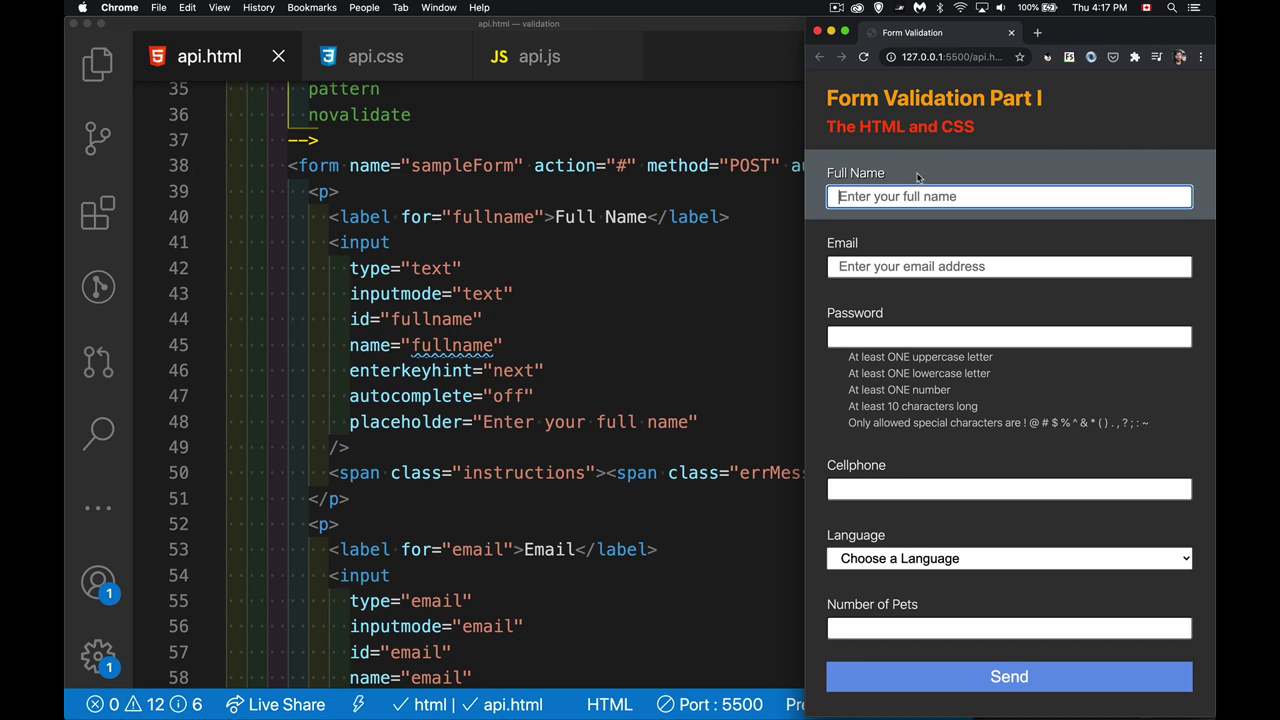 Chrome File Edit View History Bookmarks People Tab Window Help
100% Thu 4:17 PM
api.html — validation
api.html
api.css
JS api.js
35 pattern
36 novalidate
37 -->
38 <form name="sampleForm" action="#" method="POST" au
39 <p>
40 <label for="fullname">Full Name</label>
41 <input
42 type="text"
43 inputmode="text"
44 id="fullname"
45 name="fullname"
46 enterkeyhint="next"
47 autocomplete="off"
48 placeholder="Enter your full name"
49 />
50 <span class="instructions"><span class="errMes
51 </p>
52 <p>
53 <label for="email">Email</label>
54 <input
55 type="email"
56 inputmode="email"
57 id="email"
58 name="email"
1
1
0 12 6 Live Share html | api.html HTML Port : 5500 Pre
Form Validation
127.0.0.1:5500/api.h...
Form Validation Part I
The HTML and CSS
Full Name
Enter your full name
Email
Enter your email address
Password
At least ONE uppercase letter
At least ONE lowercase letter
At least ONE number
At least 10 characters long
Only allowed special characters are ! @ # $ % ^ & * ( ) . , ? ; : ~
Cellphone
Language
Choose a Language
Number of Pets
Send